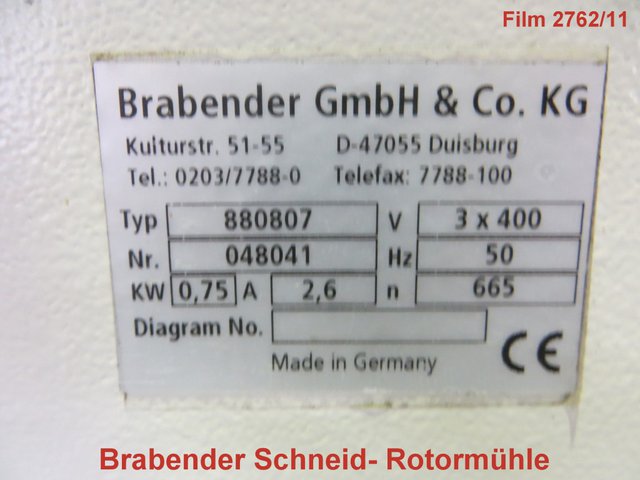 Film 2762/11
Brabender GmbH & Co. KG
Kulturstr. 51-55 D-47055 Duisburg
Tel.: 0203/7788-0 Telefax: 7788-100
Typ 880807 V 3 x 400
Nr. 048041 Hz 50
KW 0,75 A 2,6 n 665
Diagram No.
Made in Germany CE
Brabender Schneid- Rotormühle